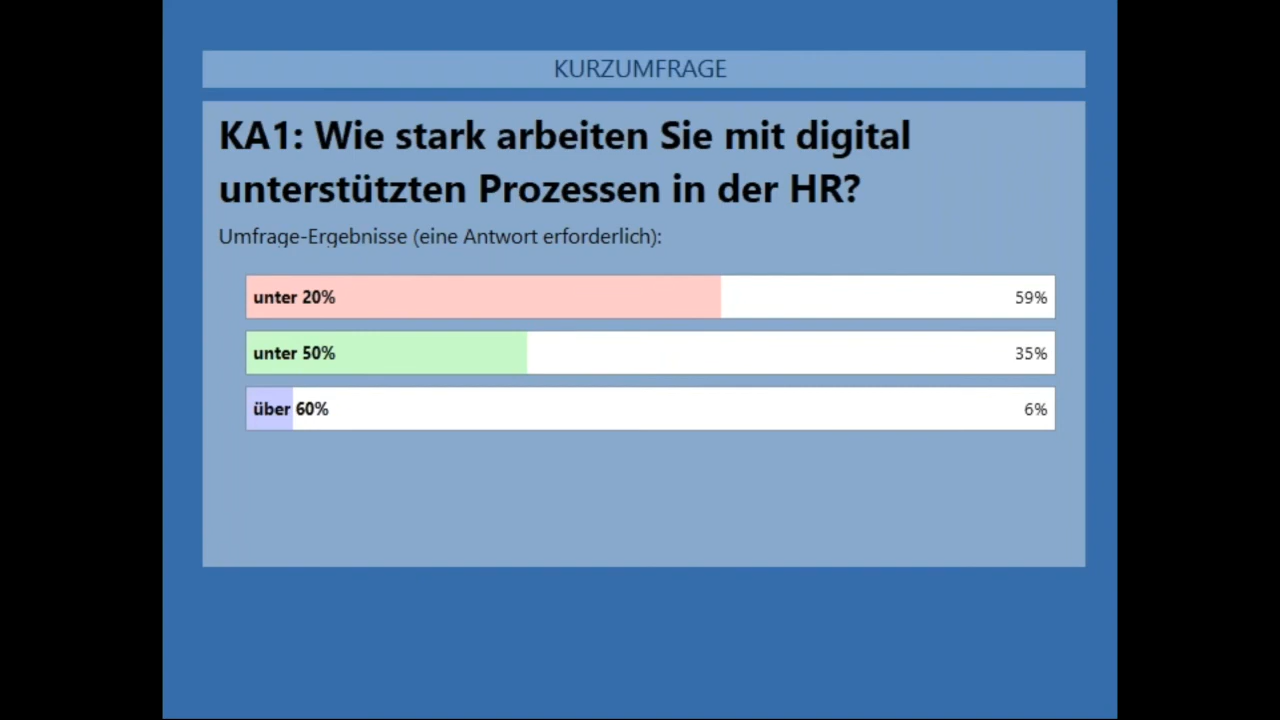 KURZUMFRAGE
KA1: Wie stark arbeiten Sie mit digital
unterstützten Prozessen in der HR?
Umfrage-Ergebnisse (eine Antwort erforderlich):
unter 20% 59%
unter 50% 35%
über 60% 6%